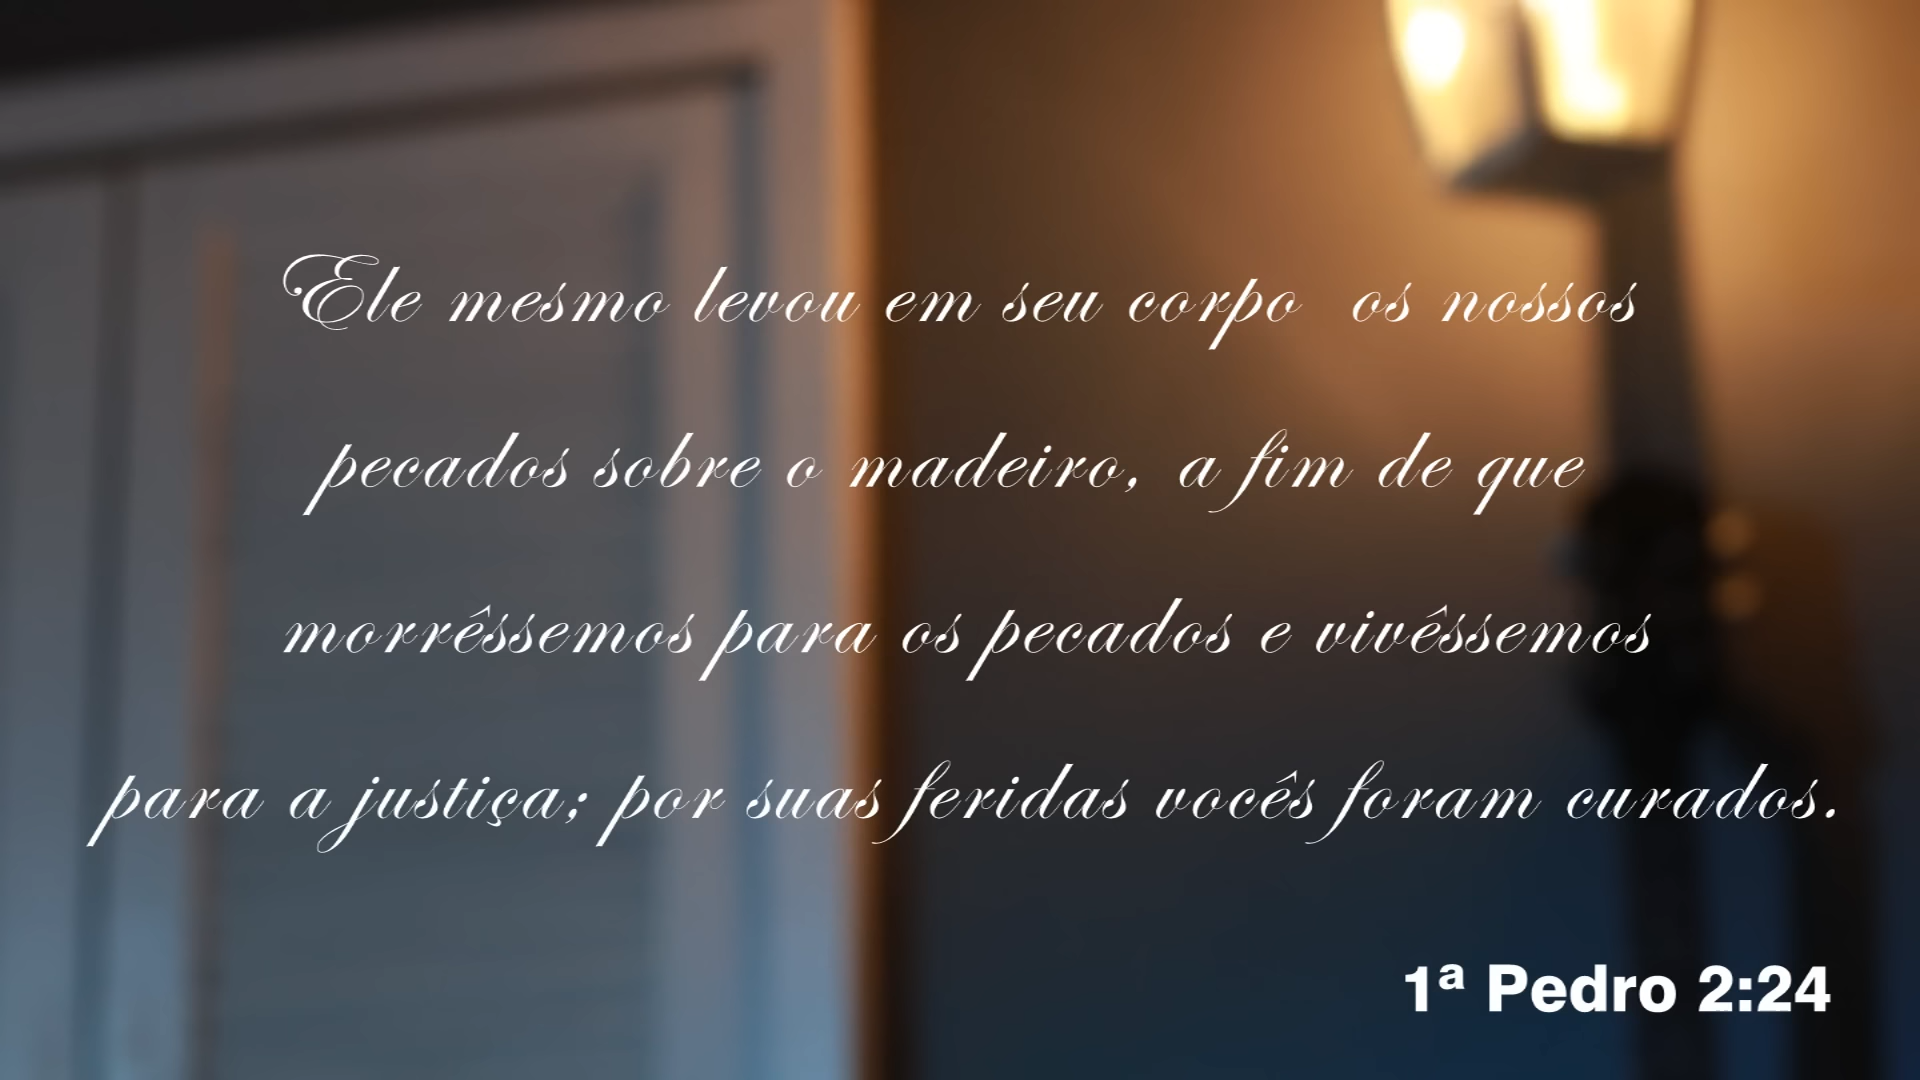 Ele mesmo levou em seu corpo  os nossos
pecados sobre o madeiro, a fim de que
morrêssemos para os pecados e vivêssemos
para a justiça; por suas feridas vocês foram curados.
1ª Pedro 2:24